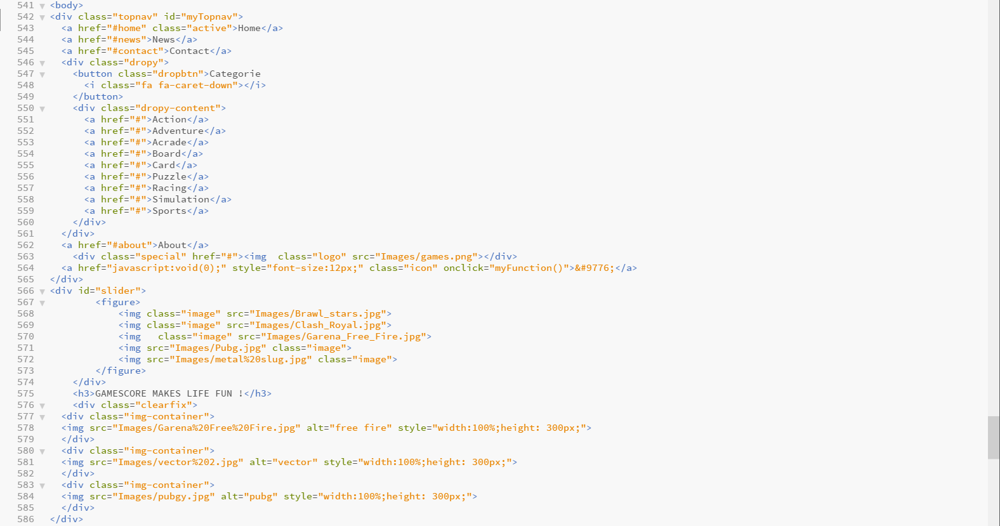 541 ▼ <body>
542 ▼ <div class="topnav" id="myTopnav">
543 <a href="#home" class="active">Home</a>
544 <a href="#news">News</a>
545 <a href="#contact">Contact</a>
546 ▼ <div class="dropy">
547 ▼ <button class="dropbtn">Categorie
548 <i class="fa fa-caret-down"></i>
549 </button>
550 ▼ <div class="dropy-content">
551 <a href="#">Action</a>
552 <a href="#">Adventure</a>
553 <a href="#">Acrade</a>
554 <a href="#">Board</a>
555 <a href="#">Card</a>
556 <a href="#">Puzzle</a>
557 <a href="#">Racing</a>
558 <a href="#">Simulation</a>
559 <a href="#">Sports</a>
560 </div>
561 </div>
562 <a href="#about">About</a>
563 <div class="special" href="#"><img  class="logo" src="Images/games.png"></div>
564 <a href="javascript:void(0);" style="font-size:12px;" class="icon" onclick="myFunction()">&#9776;</a>
565 </div>
566 ▼ <div id="slider">
567 ▼ <figure>
568 <img class="image" src="Images/Brawl_stars.jpg">
569 <img class="image" src="Images/Clash_Royal.jpg">
570 <img   class="image" src="Images/Garena_Free_Fire.jpg">
571 <img src="Images/Pubg.jpg" class="image">
572 <img src="Images/metal%20slug.jpg" class="image">
573 </figure>
574 </div>
575 <h3>GAMESCORE MAKES LIFE FUN !</h3>
576 ▼ <div class="clearfix">
577 ▼ <div class="img-container">
578 <img src="Images/Garena%20Free%20Fire.jpg" alt="free fire" style="width:100%;height: 300px;">
579 </div>
580 ▼ <div class="img-container">
581 <img src="Images/vector%202.jpg" alt="vector" style="width:100%;height: 300px;">
582 </div>
583 ▼ <div class="img-container">
584 <img src="Images/pubgy.jpg" alt="pubg" style="width:100%;height: 300px;">
585 </div>
586 </div>